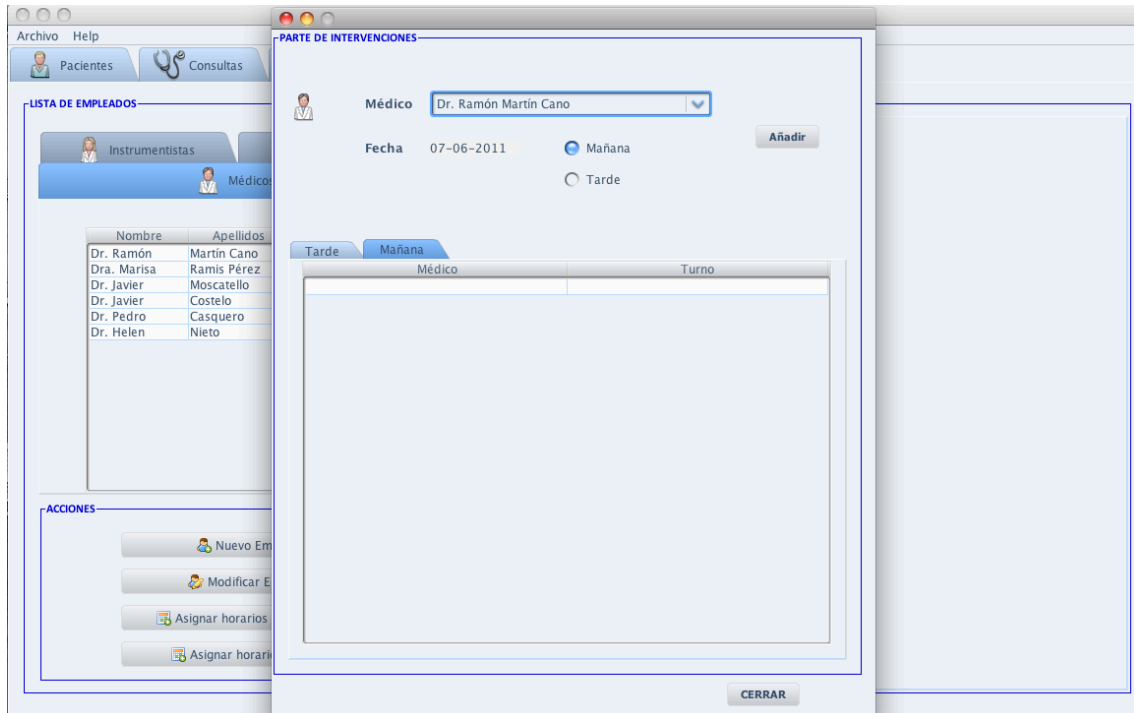 Archivo Help
Pacientes Consultas
LISTA DE EMPLEADOS
Instrumentistas
Médicos
Nombre Apellidos
Dr. Ramón Martín Cano
Dra. Marisa Ramis Pérez
Dr. Javier Moscatello
Dr. Javier Costelo
Dr. Pedro Casquero
Dr. Helen Nieto
ACCIONES
Nuevo Em
Modificar E
Asignar horarios
Asignar horari
PARTE DE INTERVENCIONES
Médico Dr. Ramón Martín Cano
Añadir
Fecha 07-06-2011 Mañana
Tarde
Tarde Mañana
Médico Turno
CERRAR